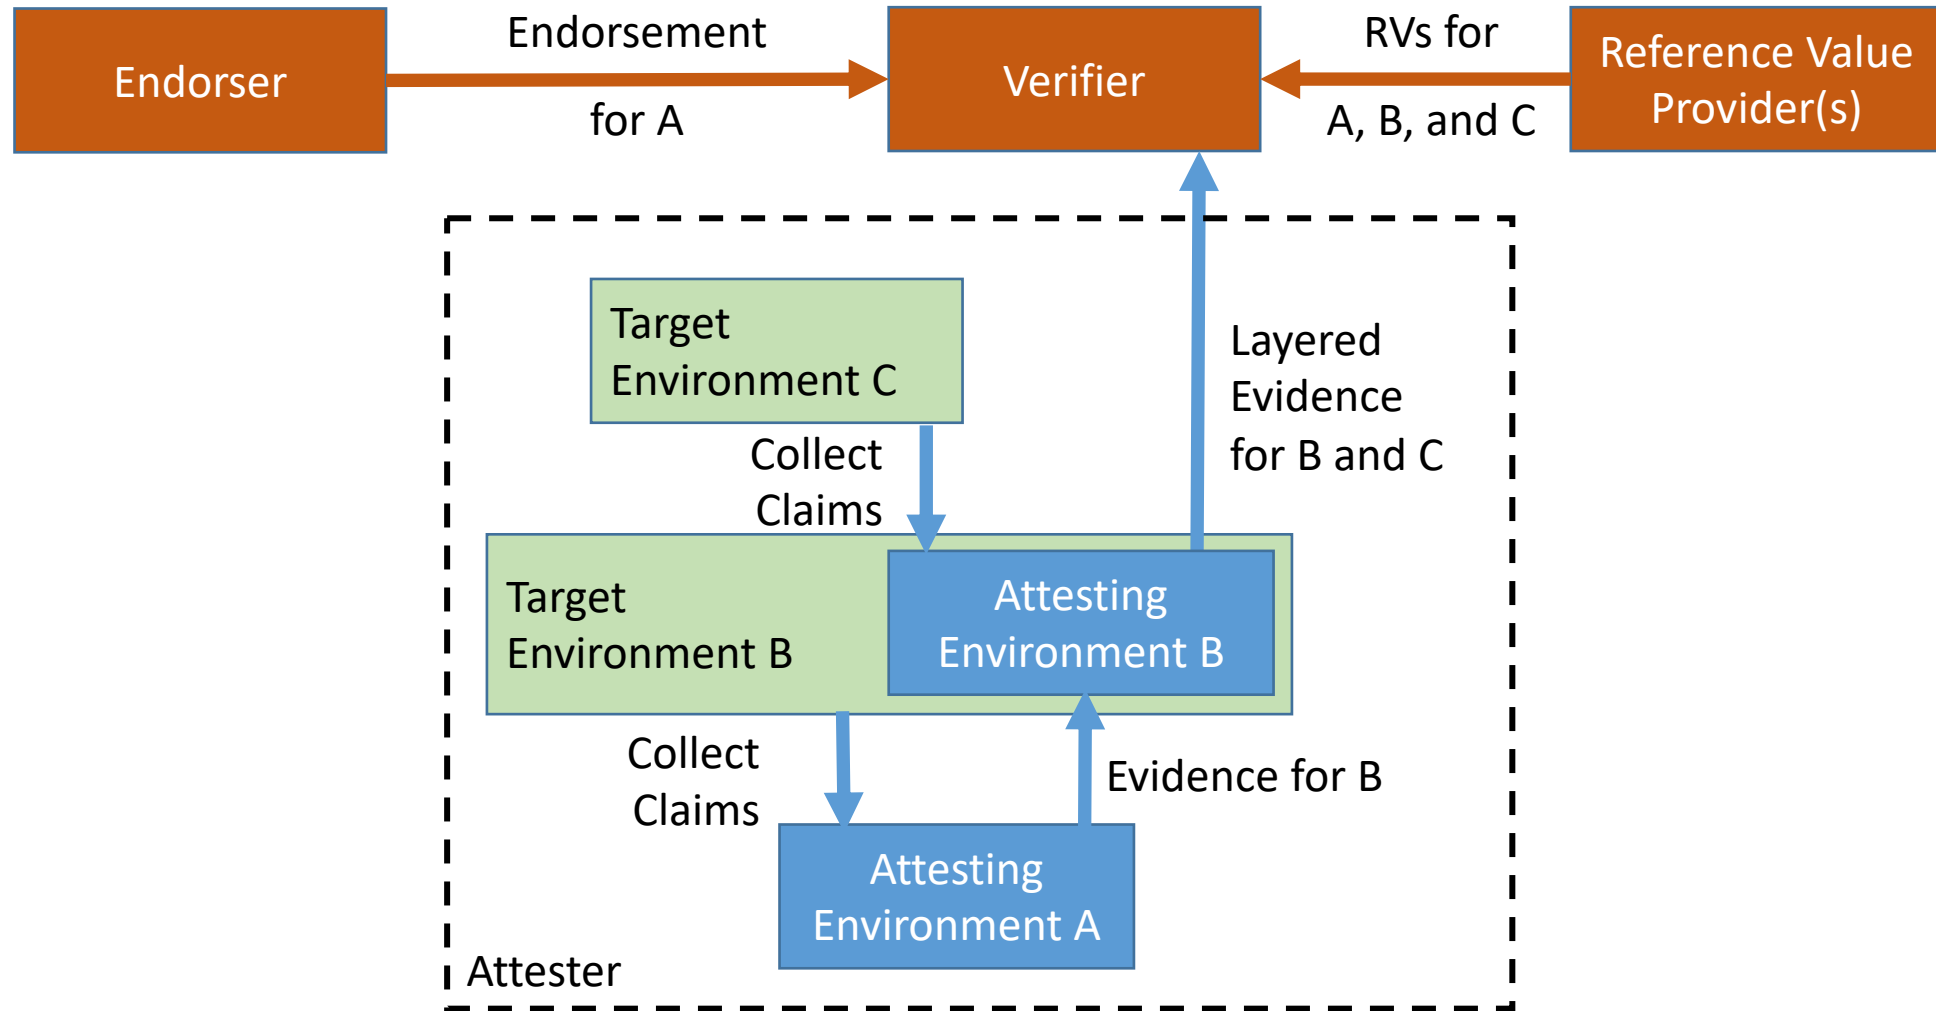 Endorser
Endorsement
for A
Verifier
RVs for
A, B, and C
Reference Value
Provider(s)
Target
Environment C
Collect
Claims
Layered
Evidence
for B and C
Target
Environment B
Attesting
Environment B
Collect
Claims
Evidence for B
Attesting
Environment A
Attester